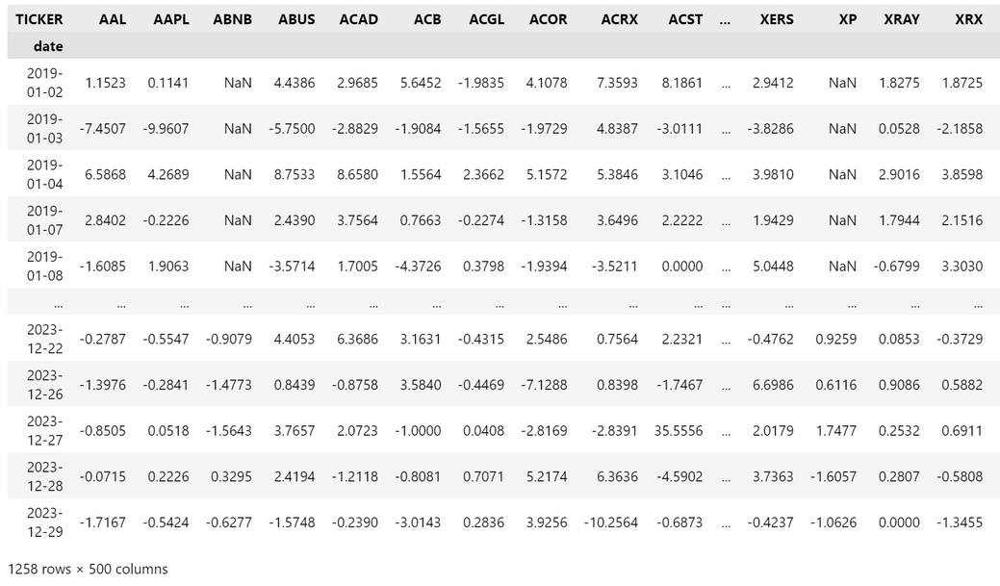 TICKER AAL AAPL ABNB ABUS ACAD ACB ACGL ACOR ACRX ACST ... XERS XP XRAY XRX
date
2019-01-02 1.1523 0.1141 NaN 4.4386 2.9685 5.6452 -1.9835 4.1078 7.3593 8.1861 ... 2.9412 NaN 1.8275 1.8725
2019-01-03 -7.4507 -9.9607 NaN -5.7500 -2.8829 -1.9084 -1.5655 -1.9729 4.8387 -3.0111 ... -3.8286 NaN 0.0528 -2.1858
2019-01-04 6.5868 4.2689 NaN 8.7533 8.6580 1.5564 2.3662 5.1572 5.3846 3.1046 ... 3.9810 NaN 2.9016 3.8598
2019-01-07 2.8402 -0.2226 NaN 2.4390 3.7564 0.7663 -0.2274 -1.3158 3.6496 2.2222 ... 1.9429 NaN 1.7944 2.1516
2019-01-08 -1.6085 1.9063 NaN -3.5714 1.7005 -4.3726 0.3798 -1.9394 -3.5211 0.0000 ... 5.0448 NaN -0.6799 3.3030
... ... ... ... ... ... ... ... ... ... ... ... ... ... ... ...
2023-12-22 -0.2787 -0.5547 -0.9079 4.4053 6.3686 3.1631 -0.4315 2.5486 0.7564 2.2321 ... -0.4762 0.9259 0.0853 -0.3729
2023-12-26 -1.3976 -0.2841 -1.4773 0.8439 -0.8758 3.5840 -0.4469 -7.1288 0.8398 -1.7467 ... 6.6986 0.6116 0.9086 0.5882
2023-12-27 -0.8505 0.0518 -1.5643 3.7657 2.0723 -1.0000 0.0408 -2.8169 -2.8391 35.5556 ... 2.0179 1.7477 0.2532 0.6911
2023-12-28 -0.0715 0.2226 0.3295 2.4194 -1.2118 -0.8081 0.7071 5.2174 6.3636 -4.5902 ... 3.7363 -1.6057 0.2807 -0.5808
2023-12-29 -1.7167 -0.5424 -0.6277 -1.5748 -0.2390 -3.0143 0.2836 3.9256 -10.2564 -0.6873 ... -0.4237 -1.0626 0.0000 -1.3455
1258 rows × 500 columns